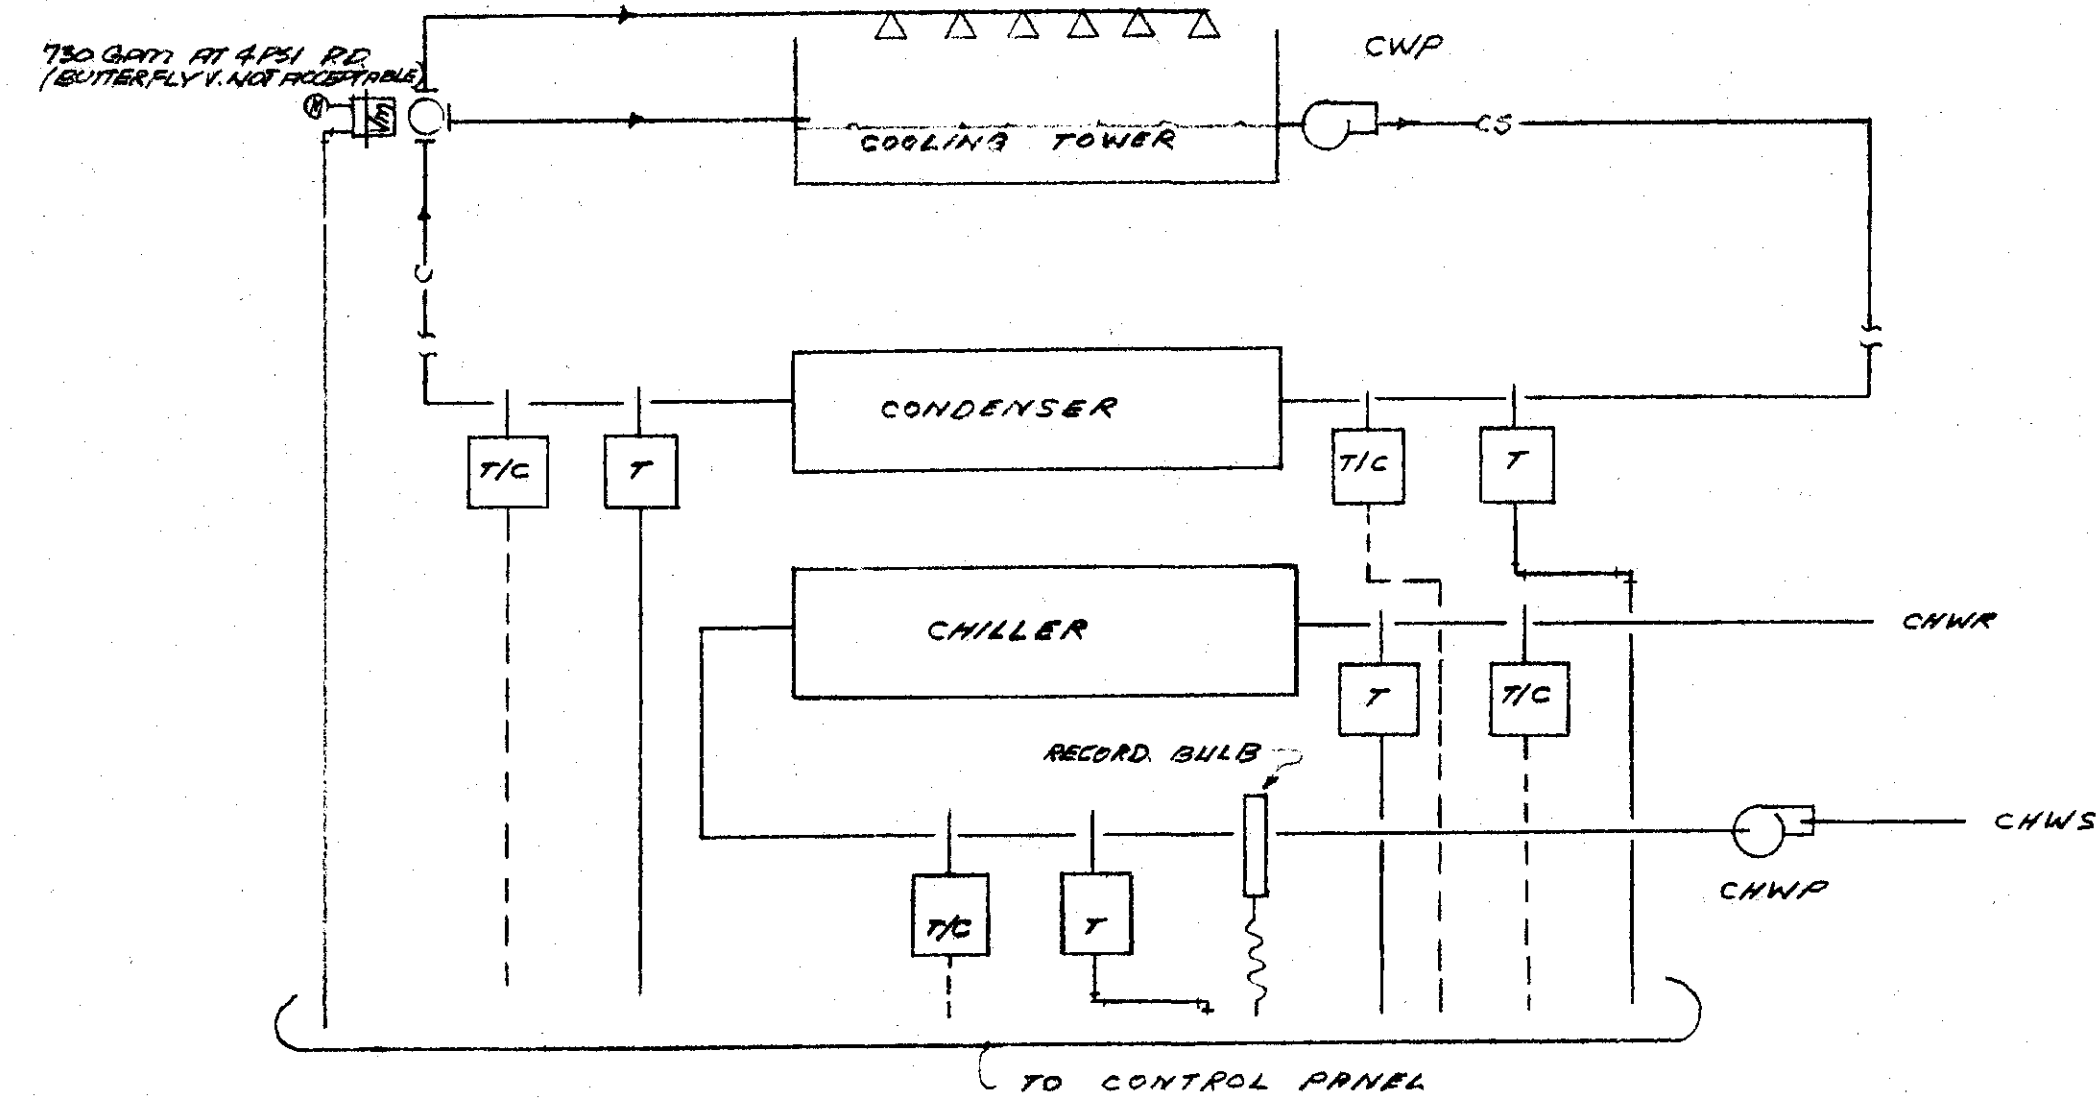 CWP
730 GPM AT 4 PSI P.D.
(BUTTERFLY V. NOT ACCEPTABLE)
M
CS
COOLING TOWER
C
CONDENSER
T/C
T
T/C
T
CHILLER
CHWR
T
T/C
RECORD. BULB
CHWS
CHWP
T/C
T
TO CONTROL PANEL